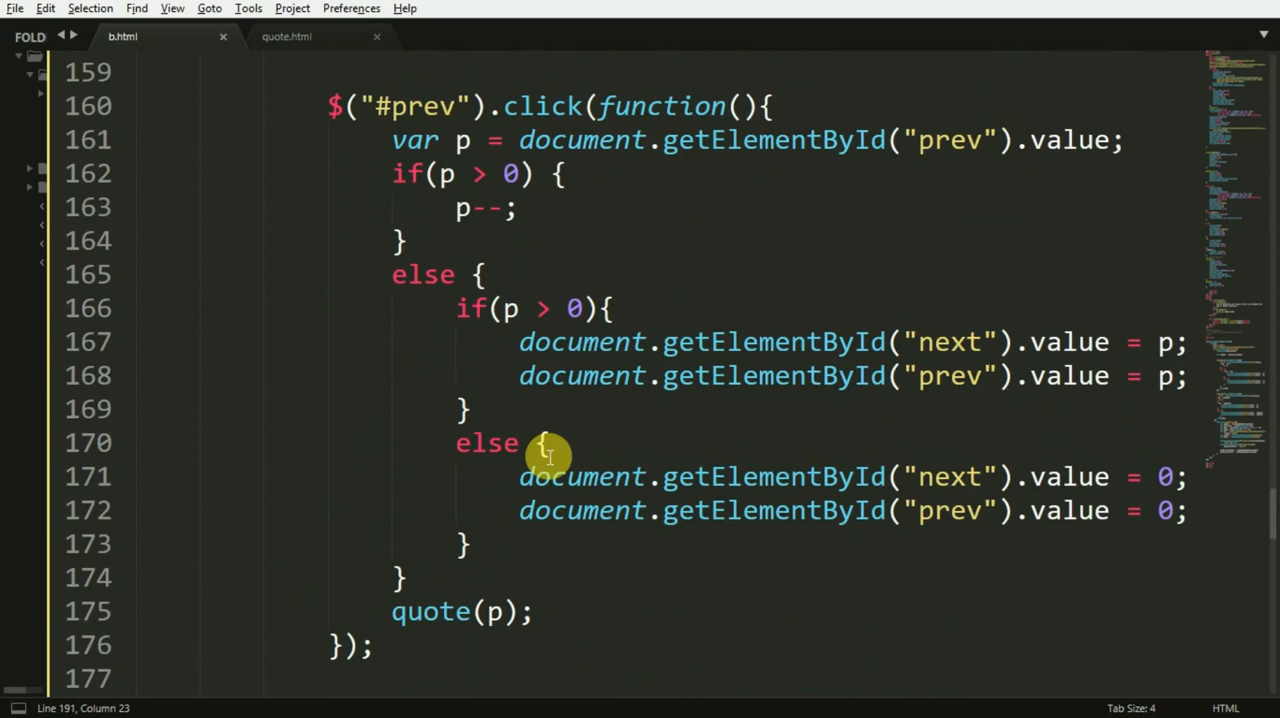 File Edit Selection Find View Goto Tools Project Preferences Help
FOLD b.html quote.html
159
160 $("#prev").click(function(){
161 var p = document.getElementById("prev").value;
162 if(p > 0) {
163 p--;
164 }
165 else {
166 if(p > 0){
167 document.getElementById("next").value = p;
168 document.getElementById("prev").value = p;
169 }
170 else {
171 document.getElementById("next").value = 0;
172 document.getElementById("prev").value = 0;
173 }
174 }
175 quote(p);
176 });
177
Line 191, Column 23 Tab Size: 4 HTML